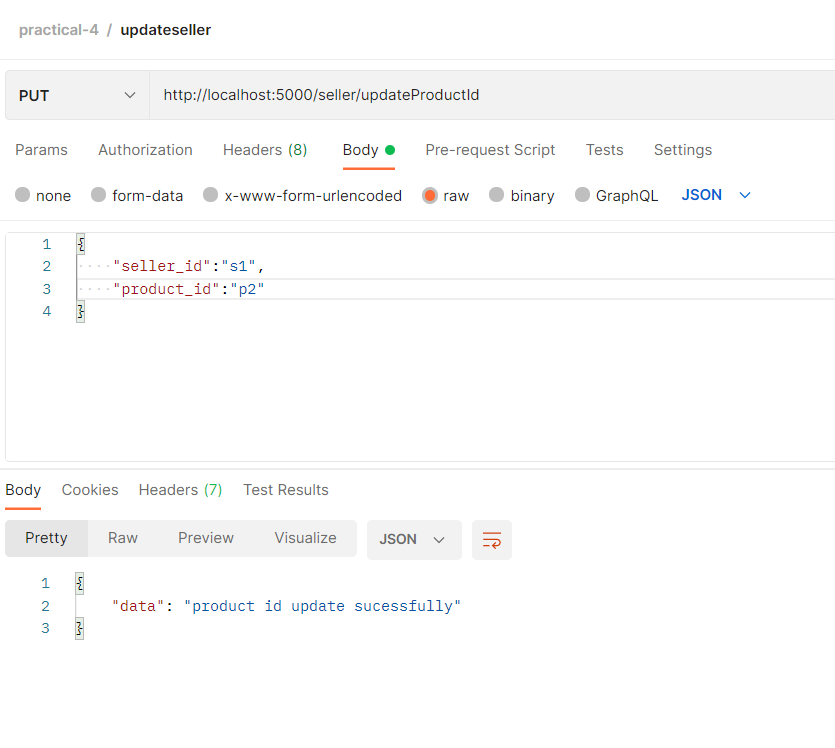 practical-4 / updateseller
PUT http://localhost:5000/seller/updateProductId
Params Authorization Headers (8) Body Pre-request Script Tests Settings
none form-data x-www-form-urlencoded raw binary GraphQL JSON
1 {
2 ····"seller_id":"s1",
3 ····"product_id":"p2"
4 }
Body Cookies Headers (7) Test Results
Pretty Raw Preview Visualize JSON
1 {
2 "data": "product id update sucessfully"
3 }